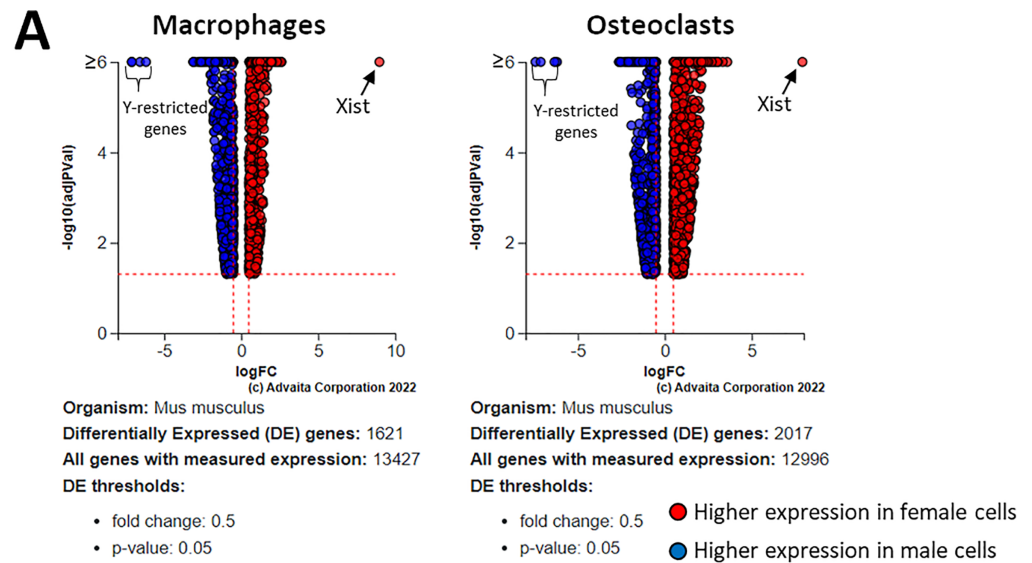 A
Macrophages
≥6
4
2
0
-log10(adjPVal)
Y-restricted
genes
Xist
-5
0
5
10
logFC
(c) Advaita Corporation 2022
Organism: Mus musculus
Differentially Expressed (DE) genes: 1621
All genes with measured expression: 13427
DE thresholds:
• fold change: 0.5
• p-value: 0.05
Osteoclasts
≥6
4
2
0
-log10(adjPVal)
Y-restricted
genes
Xist
-5
0
5
logFC
(c) Advaita Corporation 2022
Organism: Mus musculus
Differentially Expressed (DE) genes: 2017
All genes with measured expression: 12996
DE thresholds:
• fold change: 0.5
• p-value: 0.05
Higher expression in female cells
Higher expression in male cells